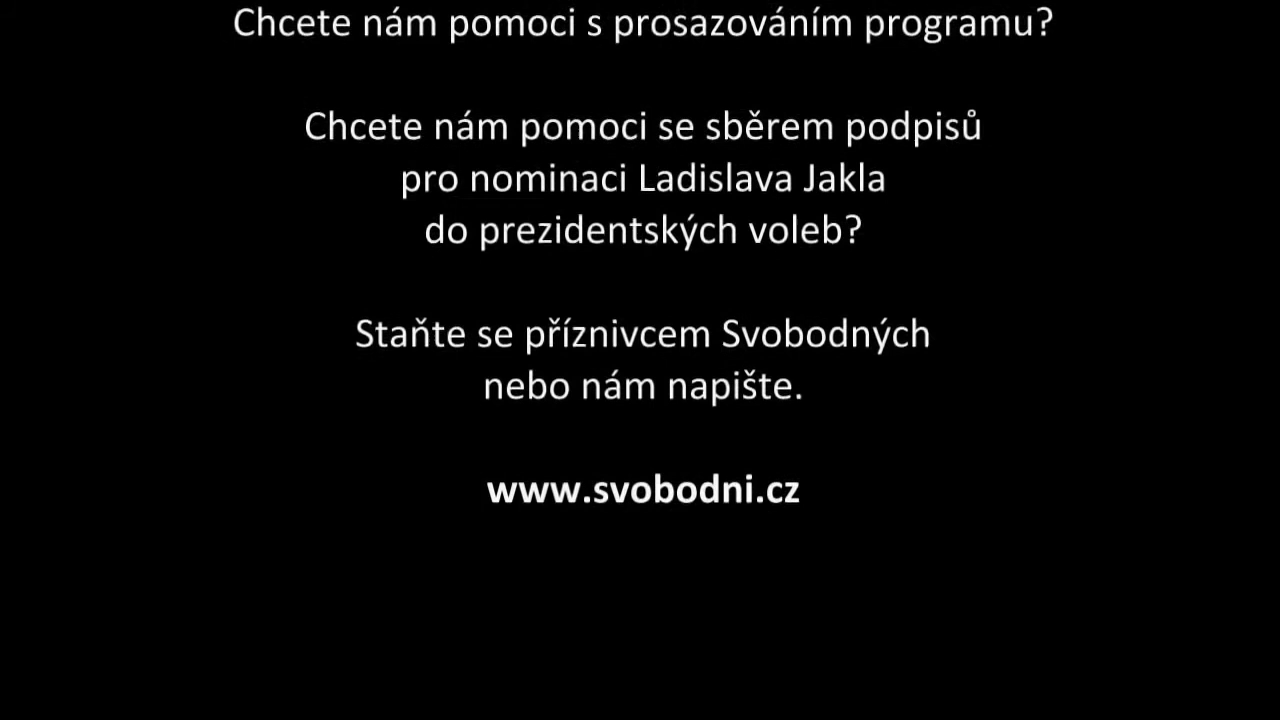 Chcete nám pomoci s prosazováním programu?
Chcete nám pomoci se sběrem podpisů
pro nominaci Ladislava Jakla
do prezidentských voleb?
Staňte se příznivcem Svobodných
nebo nám napište.
www.svobodni.cz